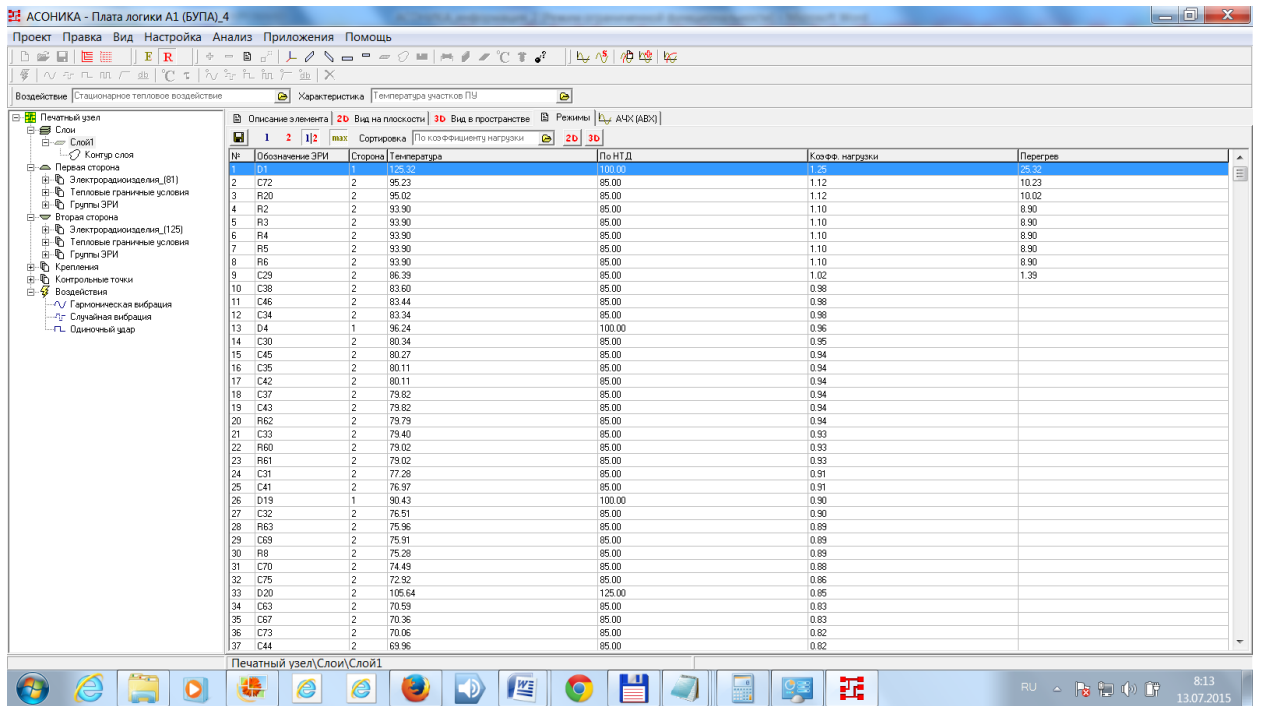 АСОНИКА - Плата логики А1 (БУПА)_4
Проект Правка Вид Настройка Анализ Приложения Помощь
E R
Воздействие Стационарное тепловое воздействие Характеристика Температура участков ПУ
Печатный узел
Слои
Слой1
Контур слоя
Первая сторона
Электрорадиоизделия_(81)
Тепловые граничные условия
Группы ЭРИ
Вторая сторона
Электрорадиоизделия_(125)
Тепловые граничные условия
Группы ЭРИ
Крепления
Контрольные точки
Воздействия
Гармоническая вибрация
Случайная вибрация
Одиночный удар
Описание элемента 2D Вид на плоскости 3D Вид в пространстве Режимы АЧХ (АВХ)
1 2 1|2 max Сортировка По коэффициенту нагрузки 2D 3D
№ Обозначение ЭРИ Сторона Температура По НТД Коэфф. нагрузки Перегрев
1 D1 1 125.32 100.00 1.25 25.32
2 C72 2 95.23 85.00 1.12 10.23
3 R20 2 95.02 85.00 1.12 10.02
4 R2 2 93.90 85.00 1.10 8.90
5 R3 2 93.90 85.00 1.10 8.90
6 R4 2 93.90 85.00 1.10 8.90
7 R5 2 93.90 85.00 1.10 8.90
8 R6 2 93.90 85.00 1.10 8.90
9 C29 2 86.39 85.00 1.02 1.39
10 C38 2 83.60 85.00 0.98
11 C46 2 83.44 85.00 0.98
12 C34 2 83.34 85.00 0.98
13 D4 1 96.24 100.00 0.96
14 C30 2 80.34 85.00 0.95
15 C45 2 80.27 85.00 0.94
16 C35 2 80.11 85.00 0.94
17 C42 2 80.11 85.00 0.94
18 C37 2 79.82 85.00 0.94
19 C43 2 79.82 85.00 0.94
20 R62 2 79.79 85.00 0.94
21 C33 2 79.40 85.00 0.93
22 R60 2 79.02 85.00 0.93
23 R61 2 79.02 85.00 0.93
24 C31 2 77.28 85.00 0.91
25 C41 2 76.97 85.00 0.91
26 D19 1 90.43 100.00 0.90
27 C32 2 76.51 85.00 0.90
28 R63 2 75.96 85.00 0.89
29 C69 2 75.91 85.00 0.89
30 R8 2 75.28 85.00 0.89
31 C70 2 74.49 85.00 0.88
32 C75 2 72.92 85.00 0.86
33 D20 2 105.64 125.00 0.85
34 C63 2 70.59 85.00 0.83
35 C67 2 70.36 85.00 0.83
36 C73 2 70.06 85.00 0.82
37 C44 2 69.96 85.00 0.82
Печатный узел\Слои\Слой1
RU 8:13
13.07.2015